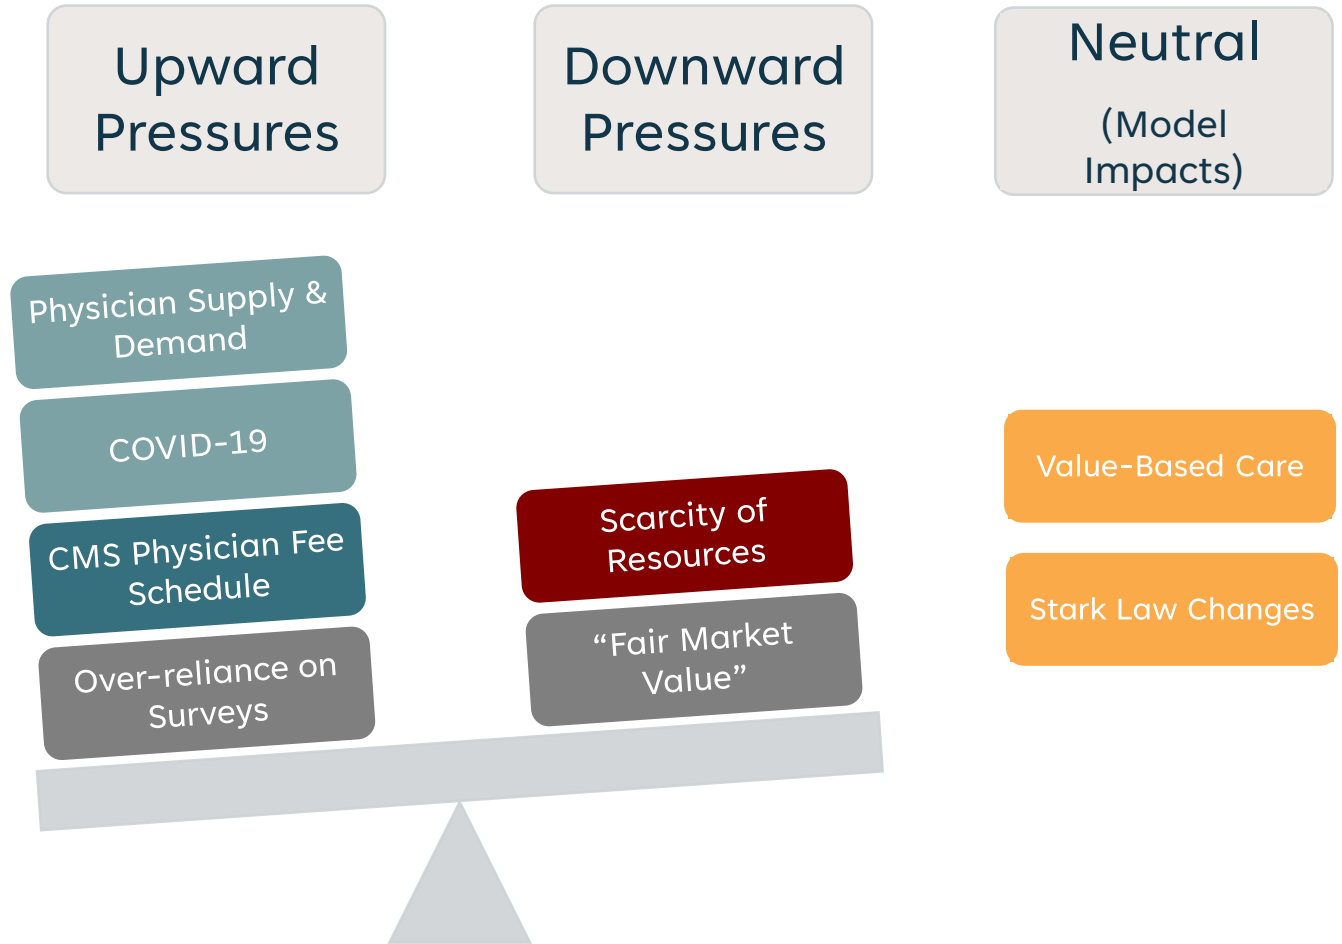 Upward
Pressures
Downward
Pressures
Neutral
(Model
Impacts)
Physician Supply &
Demand
COVID-19
CMS Physician Fee
Schedule
Over-reliance on
Surveys
Scarcity of
Resources
“Fair Market
Value”
Value-Based Care
Stark Law Changes